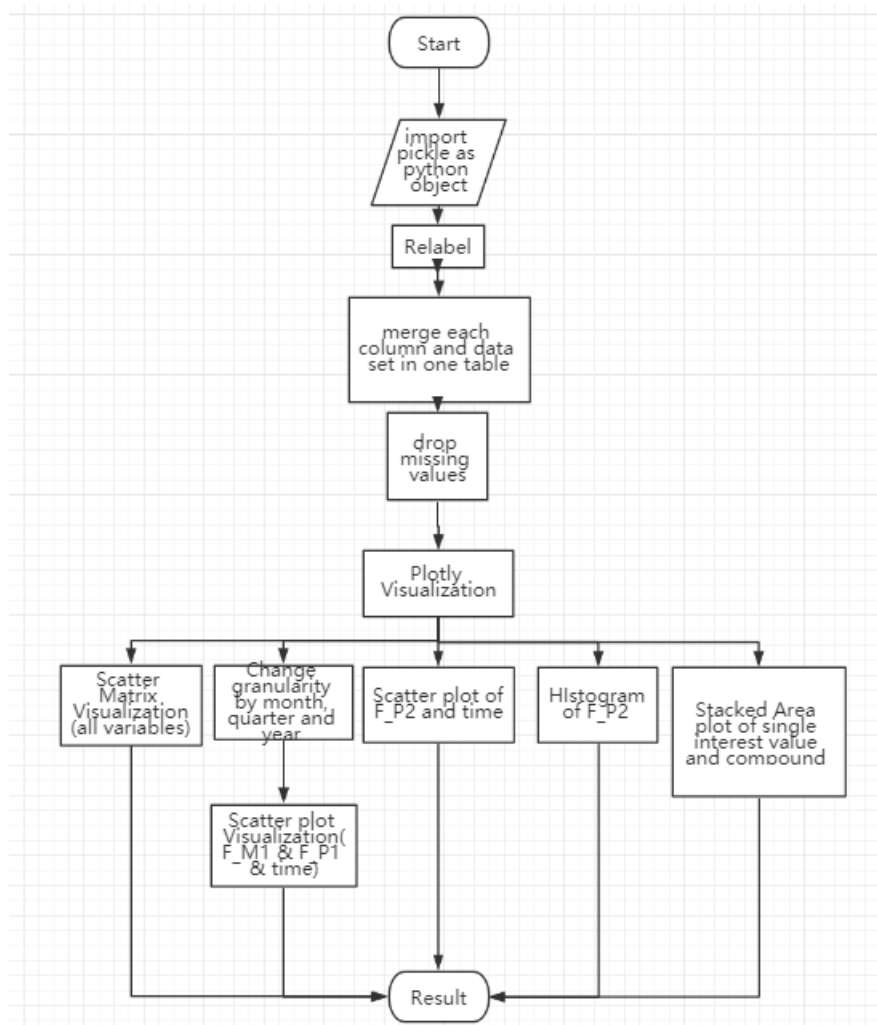 Start
import
pickle as
python
object
Relabel
merge each
column and data
set in one table
drop
missing
values
Plotly
Visualization
Scatter
Matrix
Visualization
(all variables)
Change
granularity
by month,
quarter and
year
Scatter plot of
F_P2 and time
HIstogram
of F_P2
Stacked Area
plot of single
interest value
and compound
Scatter plot
Visualization(
F_M1 & F_P1
& time)
Result